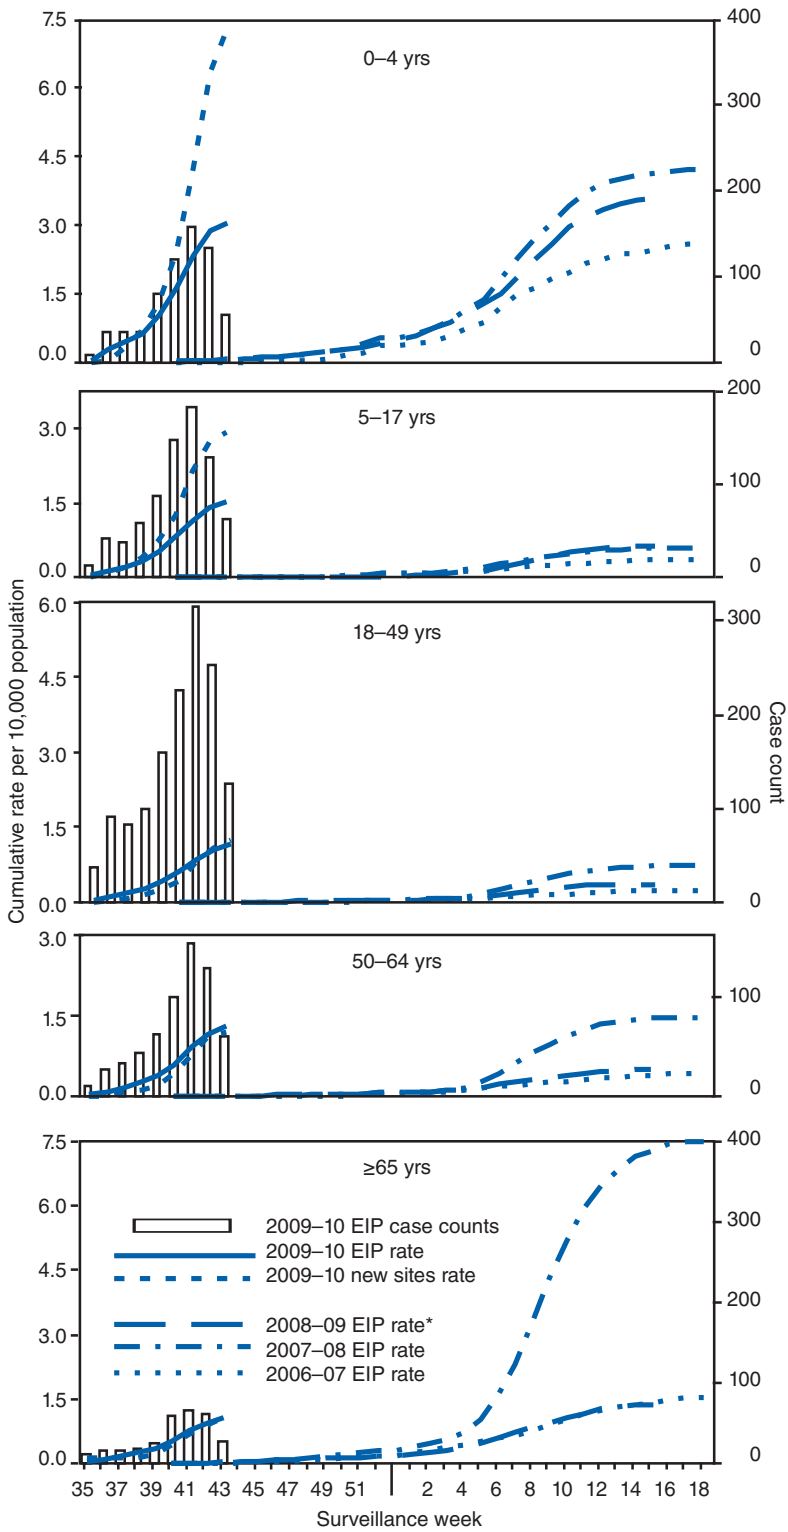 7.5
400
0–4 yrs
6.0
300
4.5
200
3.0
100
1.5
0.0
0
200
5–17 yrs
3.0
100
1.5
0.0
0
6.0
300
18–49 yrs
4.5
200
3.0
100
1.5
0.0
0
3.0
50–64 yrs
100
1.5
0.0
0
7.5
400
≥65 yrs
6.0
300
2009–10 EIP case counts
2009–10 EIP rate
2009–10 new sites rate
4.5
200
2008–09 EIP rate*
3.0
2007–08 EIP rate
2006–07 EIP rate
100
1.5
0.0
0
35 37 39 41 43 45 47 49 51 2 4 6 8 10 12 14 16 18
Surveillance week
Cumulative rate per 10,000 population
Case count